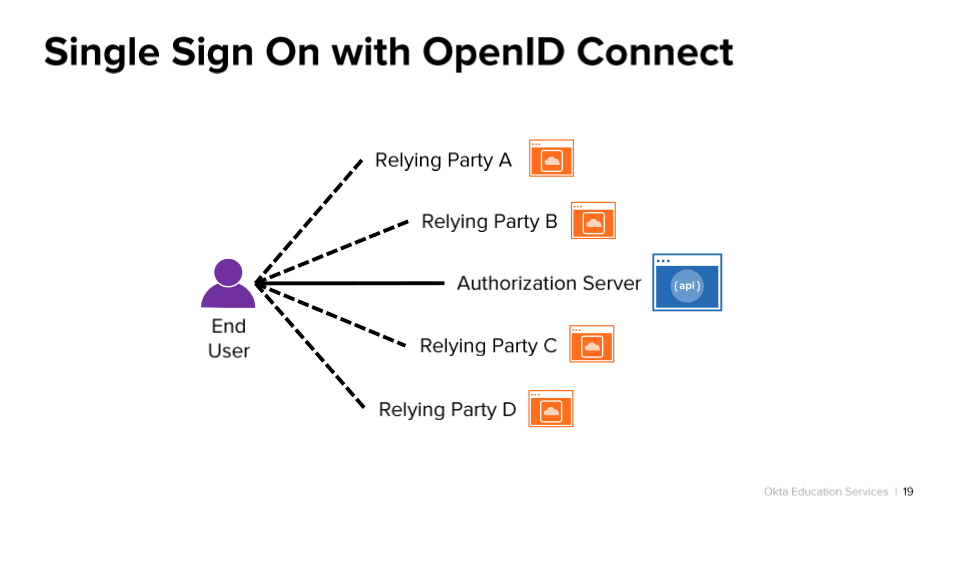 Single Sign On with OpenID Connect
Relying Party A
Relying Party B
Authorization Server
{api}
End
User
Relying Party C
Relying Party D
Okta Education Services | 19